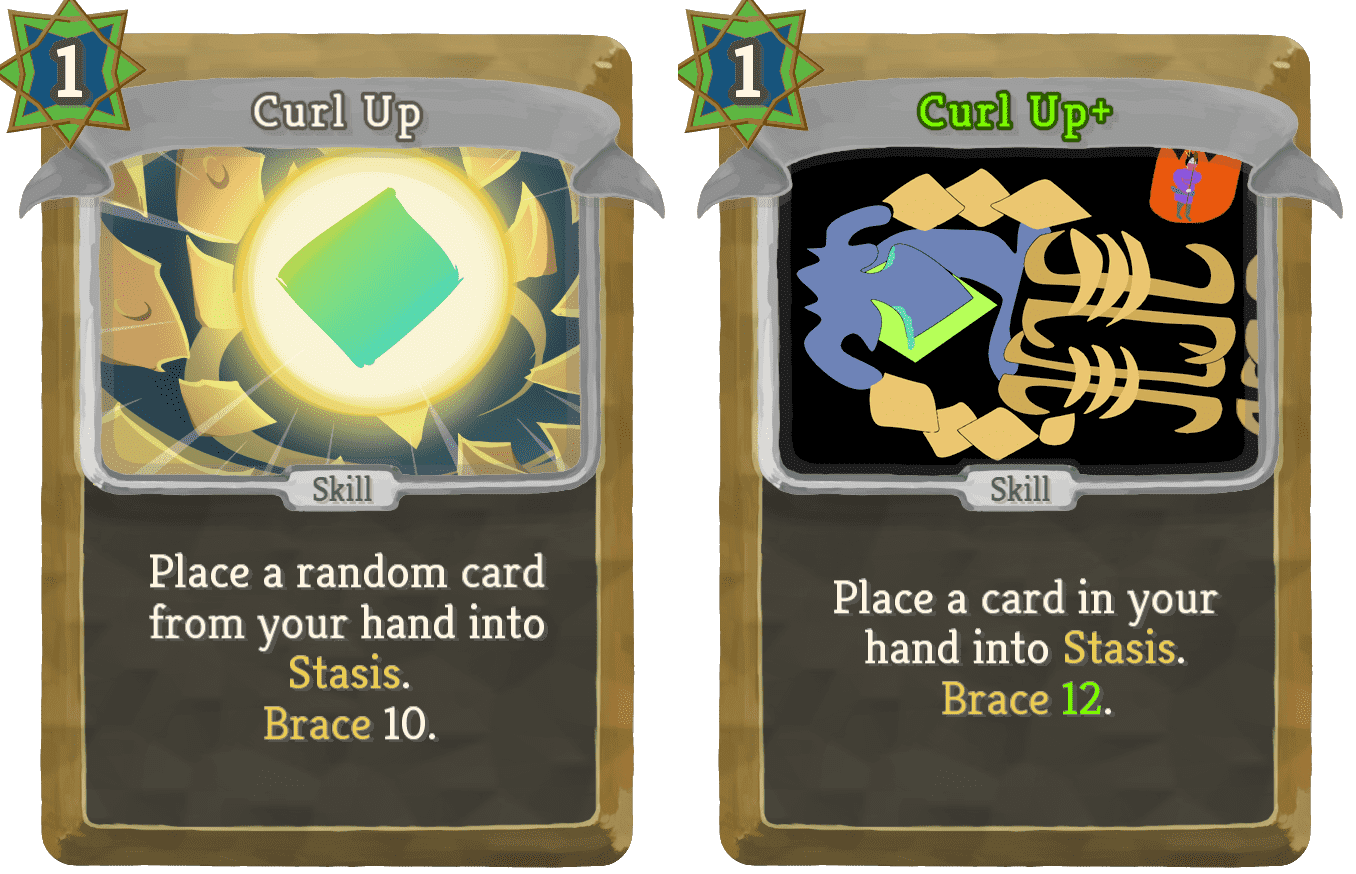 1
Curl Up
Skill
Place a random card
from your hand into
Stasis.
Brace 10.
1
Curl Up+
Skill
Place a card in your
hand into Stasis.
Brace 12.